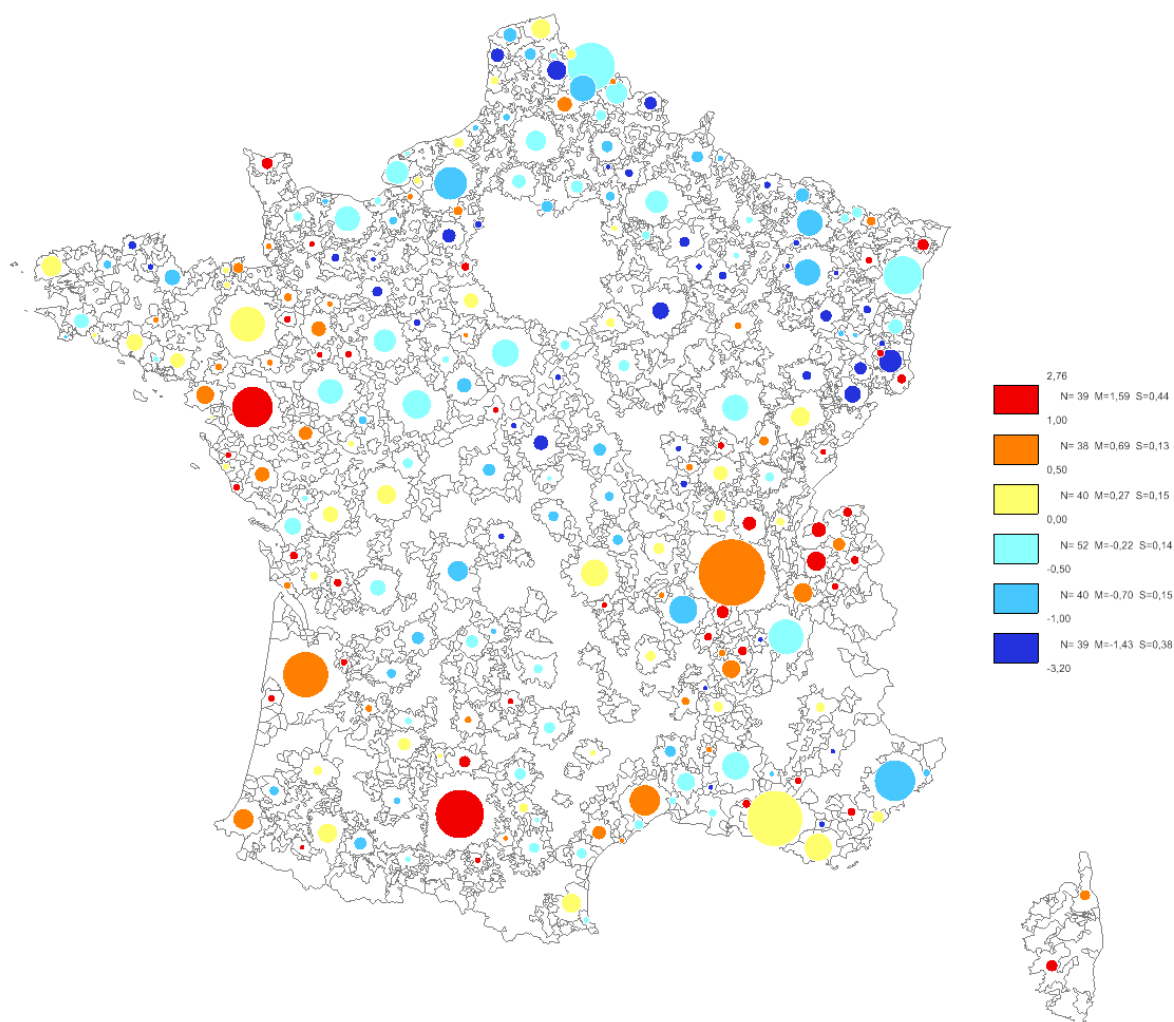 2,76
N= 39 M=1,59 S=0,44
1,00
N= 38 M=0,69 S=0,13
0,50
N= 40 M=0,27 S=0,15
0,00
N= 52 M=-0,22 S=0,14
-0,50
N= 40 M=-0,70 S=0,15
-1,00
N= 39 M=-1,43 S=0,38
-3,20